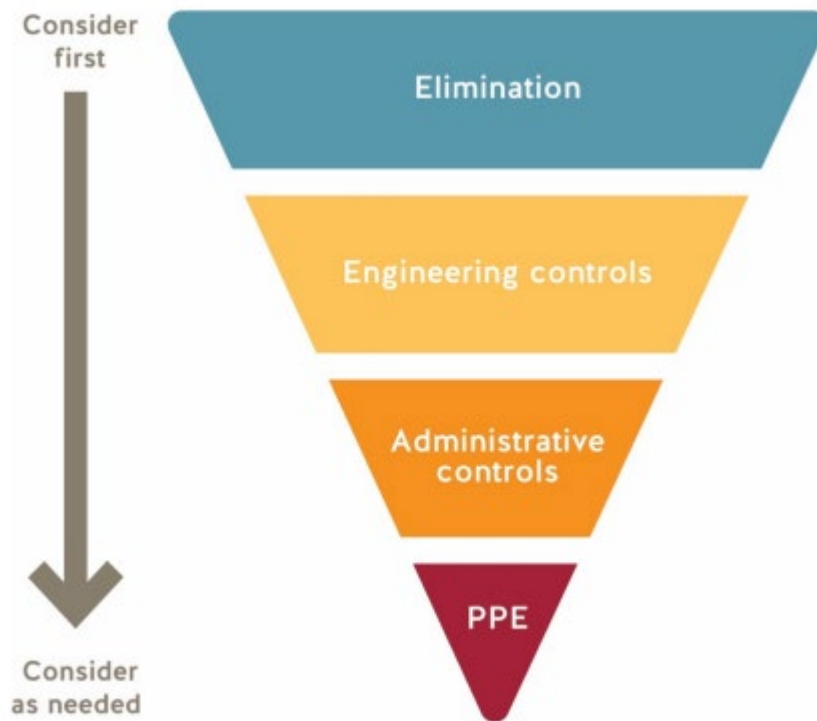 Consider
first
Elimination
Engineering controls
Administrative
controls
PPE
Consider
as needed